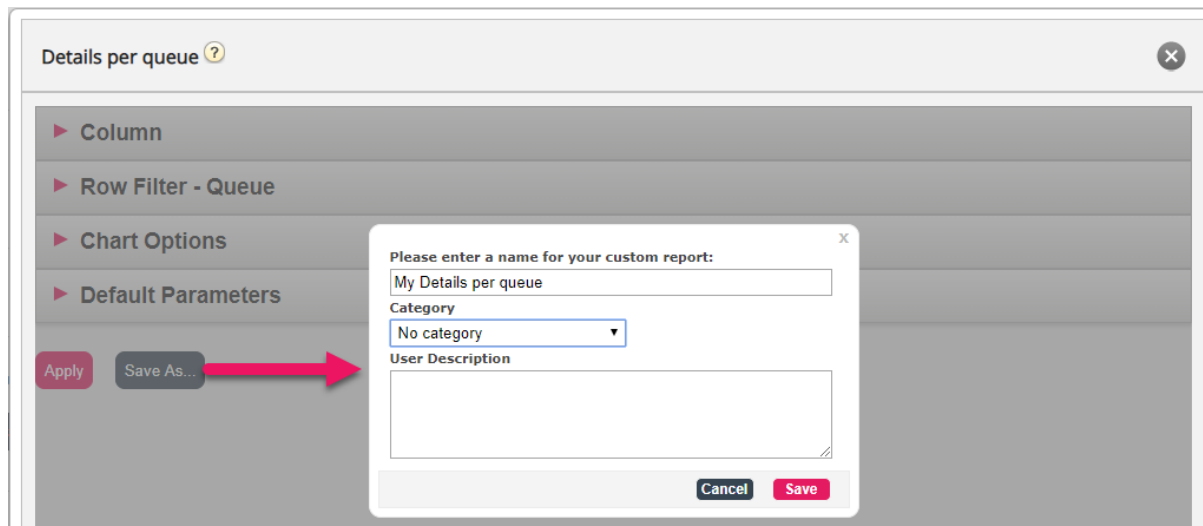 Details per queue ?
Column
Row Filter - Queue
Chart Options
Default Parameters
Apply
Save As...
x
Please enter a name for your custom report:
My Details per queue
Category
No category
User Description
Cancel
Save